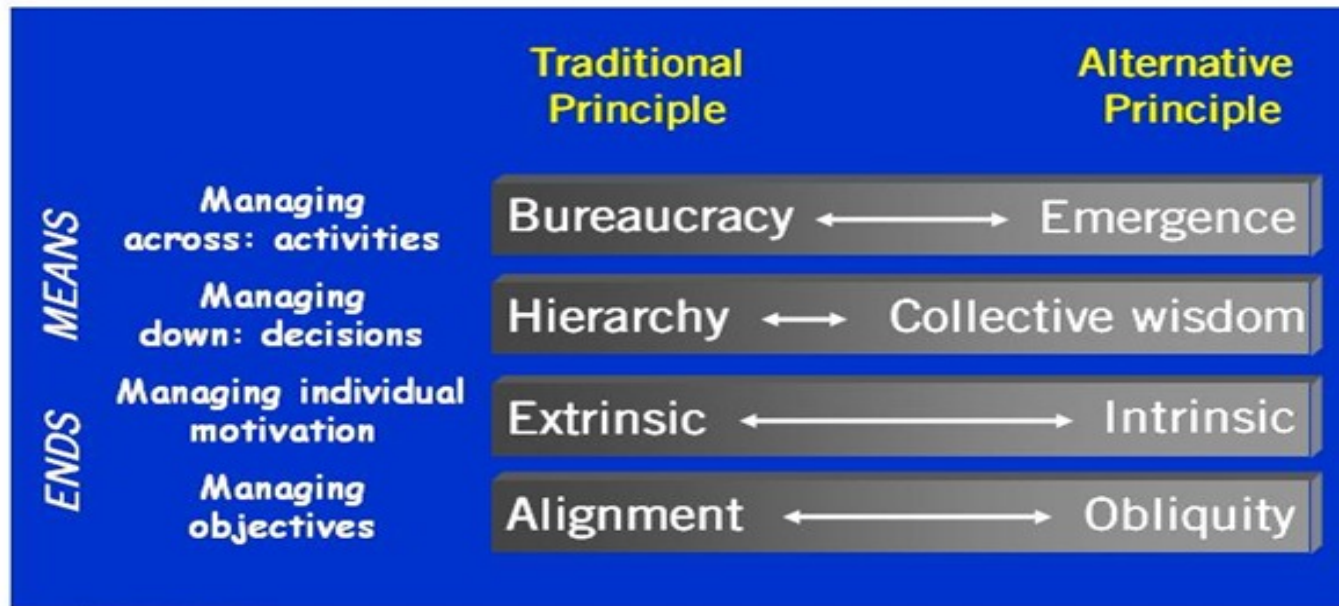 Traditional
Principle
Alternative
Principle
MEANS
Managing
across: activities
Bureaucracy
Emergence
Managing
down: decisions
Hierarchy
Collective wisdom
ENDS
Managing individual
motivation
Extrinsic
Intrinsic
Managing
objectives
Alignment
Obliquity